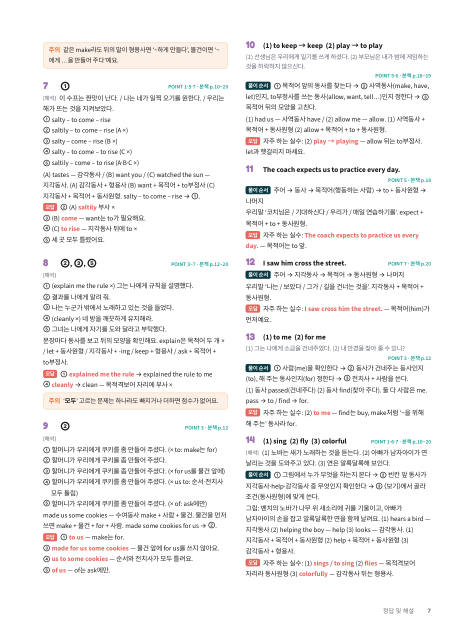 주의 같은 make라도 뒤의 말이 형용사면 '~하게 만들다', 물건이면 '~
에게 …을 만들어 주다'예요.
7 ① POINT 1·5·7 · 본책 p.10~20
[해석] 이 수프는 짠맛이 난다. / 나는 네가 일찍 오기를 원한다. / 우리는
해가 뜨는 것을 지켜보았다.
① salty – to come – rise
② saltily – to come – rise (A ×)
③ salty – come – rise (B ×)
④ salty – to come – to rise (C ×)
⑤ saltily – come – to rise (A·B·C ×)
(A) tastes — 감각동사 / (B) want you / (C) watched the sun —
지각동사. (A) 감각동사 + 형용사 (B) want + 목적어 + to부정사 (C)
지각동사 + 목적어 + 동사원형. salty – to come – rise → ①.
오답 ② (A) saltily 부사 ×
③ (B) come — want는 to가 필요해요.
④ (C) to rise — 지각동사 뒤에 to ×
⑤ 세 곳 모두 틀렸어요.
8 ②, ③, ⑤ POINT 3~7 · 본책 p.12~20
[해석]
① (explain me the rule ×) 그는 나에게 규칙을 설명했다.
② 결과를 나에게 알려 줘.
③ 나는 누군가 밖에서 노래하고 있는 것을 들었다.
④ (cleanly ×) 네 방을 깨끗하게 유지해라.
⑤ 그녀는 나에게 자기를 도와 달라고 부탁했다.
문장마다 동사를 보고 뒤의 모양을 확인해요. explain은 목적어 두 개 ×
/ let + 동사원형 / 지각동사 + -ing / keep + 형용사 / ask + 목적어 +
to부정사.
오답 ① explained me the rule → explained the rule to me
④ cleanly → clean — 목적격보어 자리에 부사 ×
주의 '모두' 고르는 문제는 하나라도 빠지거나 더하면 점수가 없어요.
9 ② POINT 3 · 본책 p.12
① 할머니가 우리에게 쿠키를 좀 만들어 주셨다. (× to: make는 for)
② 할머니가 우리에게 쿠키를 좀 만들어 주셨다.
③ 할머니가 우리에게 쿠키를 좀 만들어 주셨다. (× for us를 물건 앞에)
④ 할머니가 우리에게 쿠키를 좀 만들어 주셨다. (× us to: 순서·전치사
모두 틀림)
⑤ 할머니가 우리에게 쿠키를 좀 만들어 주셨다. (× of: ask에만)
made us some cookies — 수여동사 make + 사람 + 물건. 물건을 먼저
쓰면 make + 물건 + for + 사람. made some cookies for us → ②.
오답 ① to us — make는 for.
③ made for us some cookies — 물건 앞에 for us를 쓰지 않아요.
④ us to some cookies — 순서와 전치사가 모두 틀려요.
⑤ of us — of는 ask에만.
10 (1) to keep → keep (2) play → to play
(1) 선생님은 우리에게 일기를 쓰게 하셨다. (2) 부모님은 내가 밤에 게임하는
것을 허락하지 않으신다.
POINT 5·6 · 본책 p.16~19
풀이 순서 ① 목적어 앞의 동사를 찾는다 → ② 사역동사(make, have,
let)인지, to부정사를 쓰는 동사(allow, want, tell…)인지 정한다 → ③
목적어 뒤의 모양을 고친다.
(1) had us — 사역동사 have / (2) allow me — allow. (1) 사역동사 +
목적어 + 동사원형 (2) allow + 목적어 + to + 동사원형.
오답 자주 하는 실수: (2) play → playing — allow 뒤는 to부정사.
let과 헷갈리지 마세요.
11 The coach expects us to practice every day.
POINT 5 · 본책 p.16
풀이 순서 주어 → 동사 → 목적어(행동하는 사람) → to + 동사원형 →
나머지
우리말 '코치님은 / 기대하신다 / 우리가 / 매일 연습하기를'. expect +
목적어 + to + 동사원형.
오답 자주 하는 실수: The coach expects to practice us every
day. — 목적어는 to 앞.
12 I saw him cross the street. POINT 7 · 본책 p.20
풀이 순서 주어 → 지각동사 → 목적어 → 동사원형 → 나머지
우리말 '나는 / 보았다 / 그가 / 길을 건너는 것을'. 지각동사 + 목적어 +
동사원형.
오답 자주 하는 실수: I saw cross him the street. — 목적어(him)가
먼저예요.
13 (1) to me (2) for me
(1) 그는 나에게 소금을 건네주었다. (2) 내 안경을 찾아 줄 수 있니?
POINT 3 · 본책 p.12
풀이 순서 ① 사람(me)을 확인한다 → ② 동사가 건네주는 동사인지
(to), 해 주는 동사인지(for) 정한다 → ③ 전치사 + 사람을 쓴다.
(1) 동사 passed(건네주다) (2) 동사 find(찾아 주다). 둘 다 사람은 me.
pass → to / find → for.
오답 자주 하는 실수: (2) to me — find는 buy, make처럼 '~을 위해
해 주는' 동사라 for.
14 (1) sing (2) fly (3) colorful POINT 1·6·7 · 본책 p.10~20
[해석] (1) 나는 새가 노래하는 것을 듣는다. (2) 아빠가 남자아이가 연
날리는 것을 도와주고 있다. (3) 연은 알록달록해 보인다.
풀이 순서 ① 그림에서 누가 무엇을 하는지 본다 → ② 빈칸 앞 동사가
지각동사·help·감각동사 중 무엇인지 확인한다 → ③ 〈보기〉에서 골라
조건(동사원형)에 맞게 쓴다.
그림: 벤치의 노바가 나무 위 새소리에 귀를 기울이고, 아빠가
남자아이의 손을 잡고 알록달록한 연을 함께 날려요. (1) hears a bird —
지각동사 (2) helping the boy — help (3) looks — 감각동사. (1)
지각동사 + 목적어 + 동사원형 (2) help + 목적어 + 동사원형 (3)
감각동사 + 형용사.
오답 자주 하는 실수: (1) sings / to sing (2) flies — 목적격보어
자리라 동사원형 (3) colorfully — 감각동사 뒤는 형용사.
정답 및 해설 7